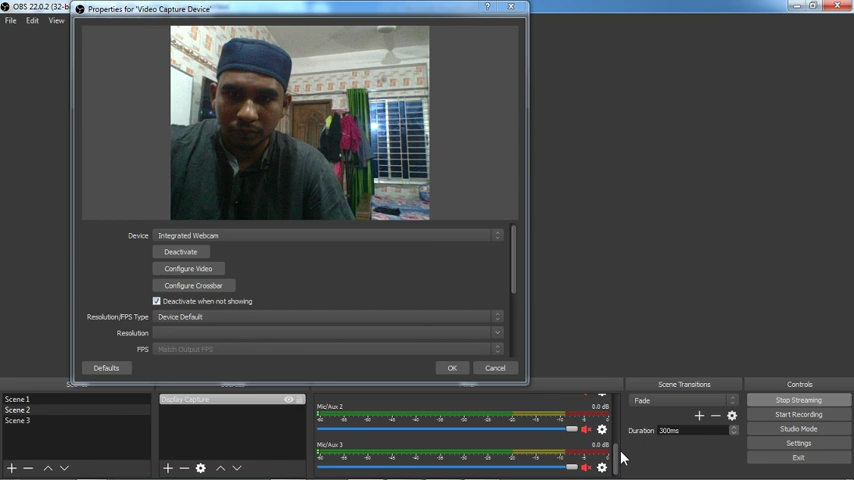 OBS 22.0.2 (32-b
Properties for 'Video Capture Device'
File Edit View
Device Integrated Webcam
Deactivate
Configure Video
Configure Crossbar
Deactivate when not showing
Resolution/FPS Type Device Default
Resolution
FPS Match Output FPS
Defaults OK Cancel
Scene Transitions Controls
Scene 1
Scene 2
Scene 3
Display Capture
Mic/Aux 2 0.0 dB
Mic/Aux 3 0.0 dB
Fade
Duration 300ms
Stop Streaming
Start Recording
Studio Mode
Settings
Exit